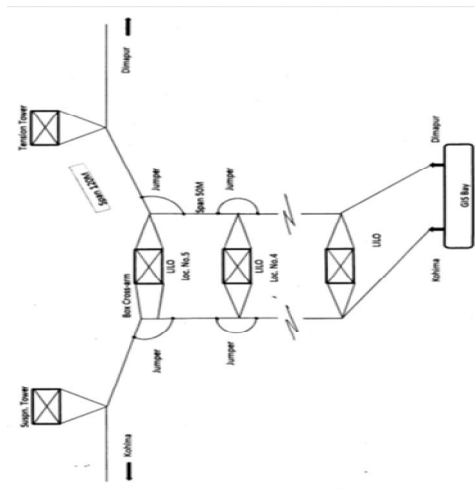 Dimapur
Tension Tower
Span 120M
Jumper
Span 50M
Jumper
Dimapur
Box Cross-arm
LILO
Loc. No.5
LILO
Loc. No.4
LILO
GIS Bay
Suspn. Tower
Jumper
Jumper
Kohima
Kohima